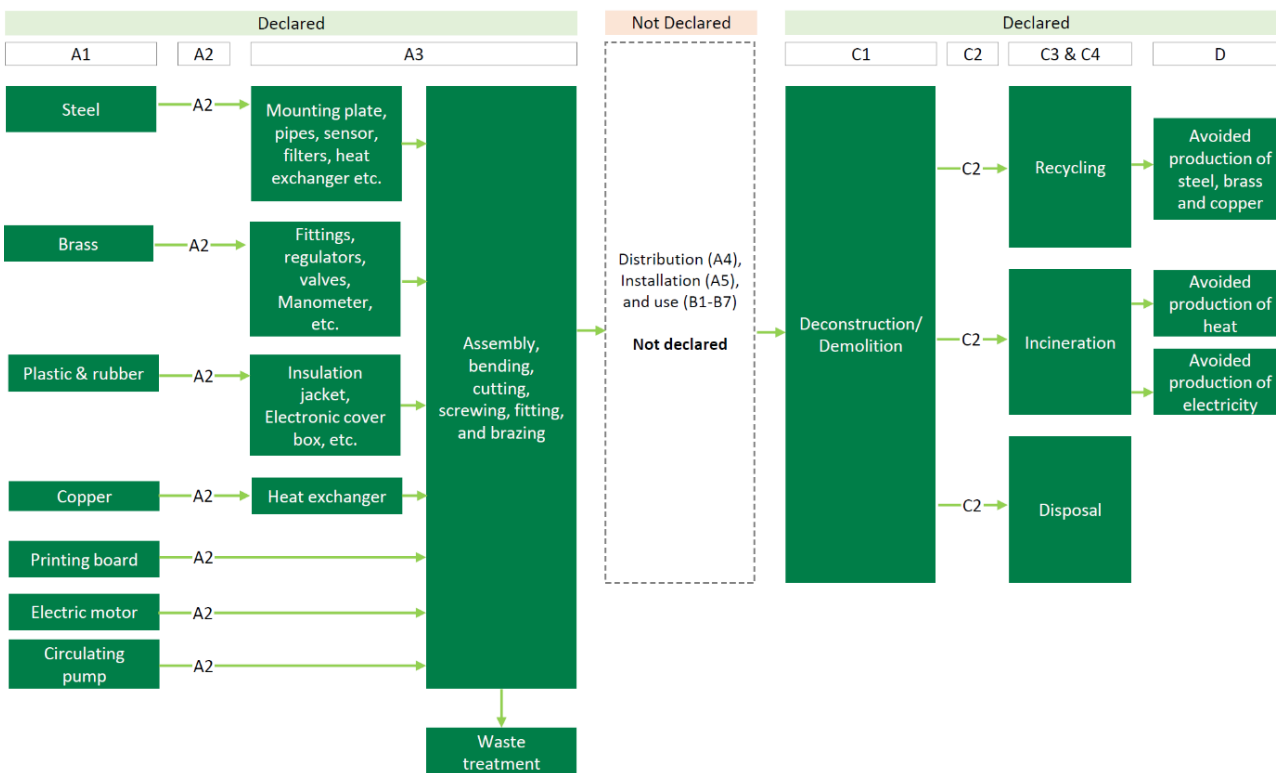 Declared
Not Declared
Declared
A1
A2
A3
C1
C2
C3 & C4
D
Steel
A2
Mounting plate,
pipes, sensor,
filters, heat
exchanger etc.
Brass
A2
Fittings,
regulators,
valves,
Manometer,
etc.
Plastic & rubber
A2
Insulation
jacket,
Electronic cover
box, etc.
Copper
A2
Heat exchanger
Printing board
A2
Electric motor
A2
Circulating
pump
A2
Assembly,
bending,
cutting,
screwing, fitting,
and brazing
Waste
treatment
Distribution (A4),
Installation (A5),
and use (B1-B7)
Not declared
Deconstruction/
Demolition
C2
Recycling
Avoided
production of
steel, brass
and copper
C2
Incineration
Avoided
production of
heat
Avoided
production of
electricity
C2
Disposal